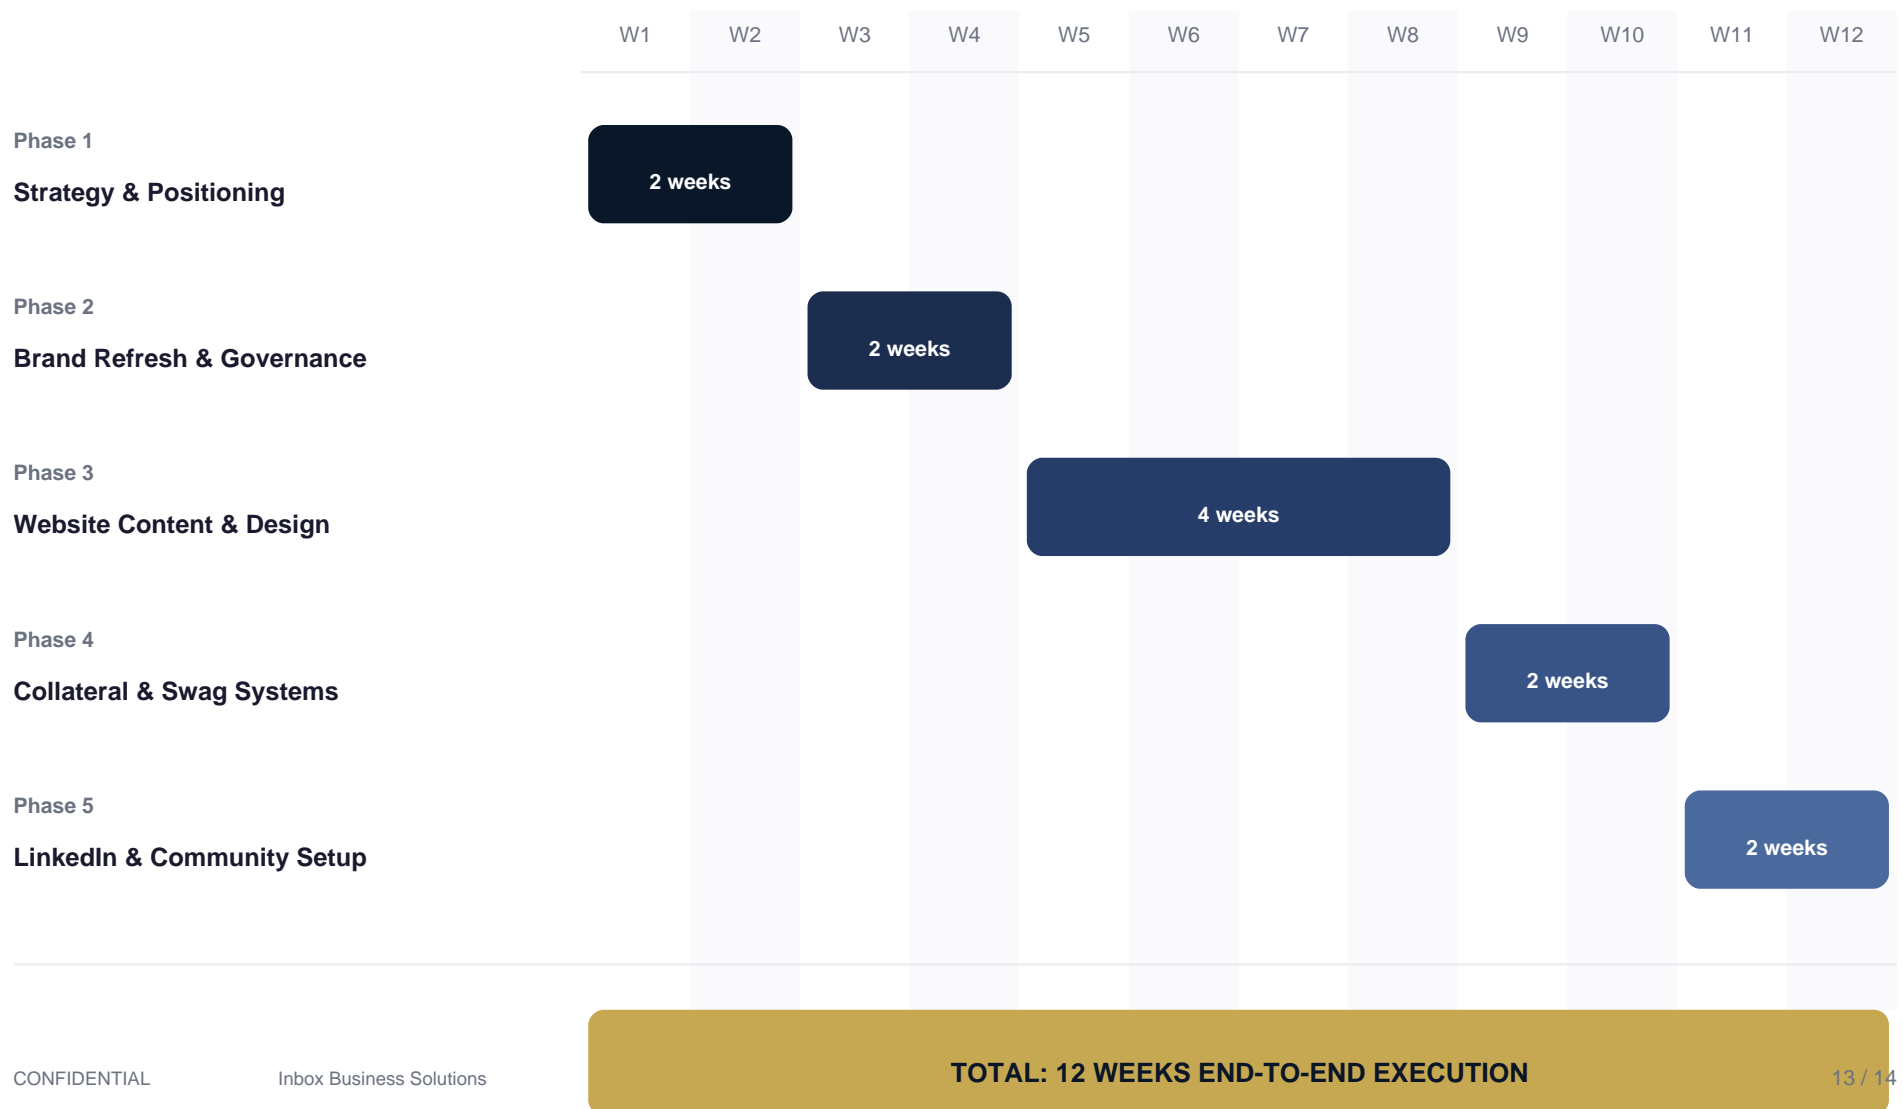 W1 W2 W3 W4 W5 W6 W7 W8 W9 W10 W11 W12
Phase 1
Strategy & Positioning
2 weeks
Phase 2
Brand Refresh & Governance
2 weeks
Phase 3
Website Content & Design
4 weeks
Phase 4
Collateral & Swag Systems
2 weeks
Phase 5
LinkedIn & Community Setup
2 weeks
TOTAL: 12 WEEKS END-TO-END EXECUTION
CONFIDENTIAL Inbox Business Solutions 13 / 14